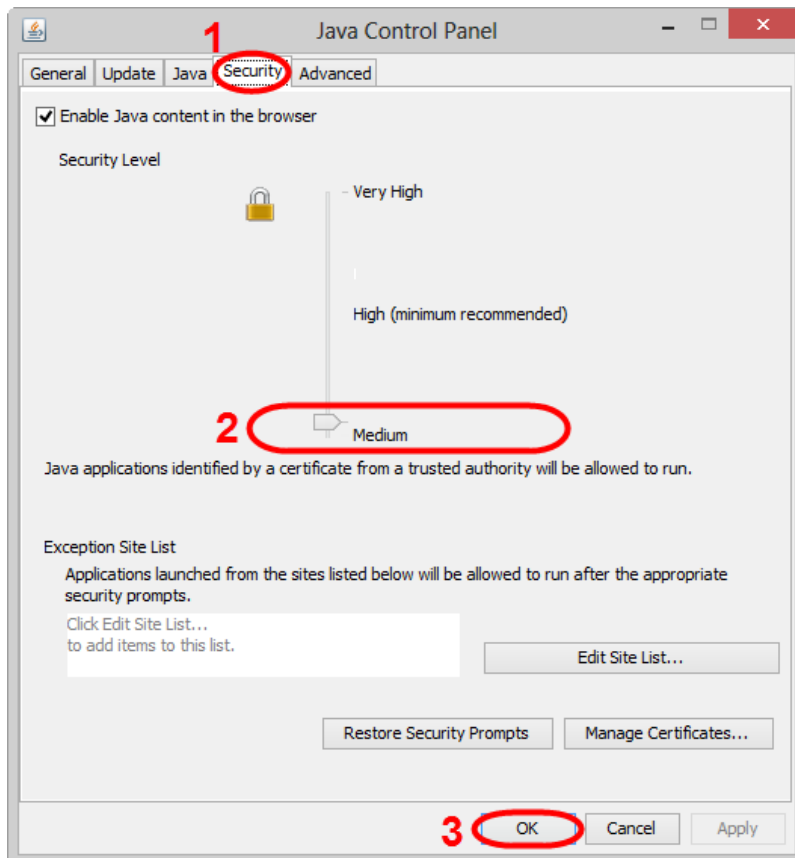 1
Java Control Panel
General Update Java Security Advanced
Enable Java content in the browser
Security Level
- Very High
High (minimum recommended)
2
Medium
Java applications identified by a certificate from a trusted authority will be allowed to run.
Exception Site List
Applications launched from the sites listed below will be allowed to run after the appropriate
security prompts.
Click Edit Site List...
to add items to this list.
Edit Site List...
Restore Security Prompts Manage Certificates...
3 OK Cancel Apply